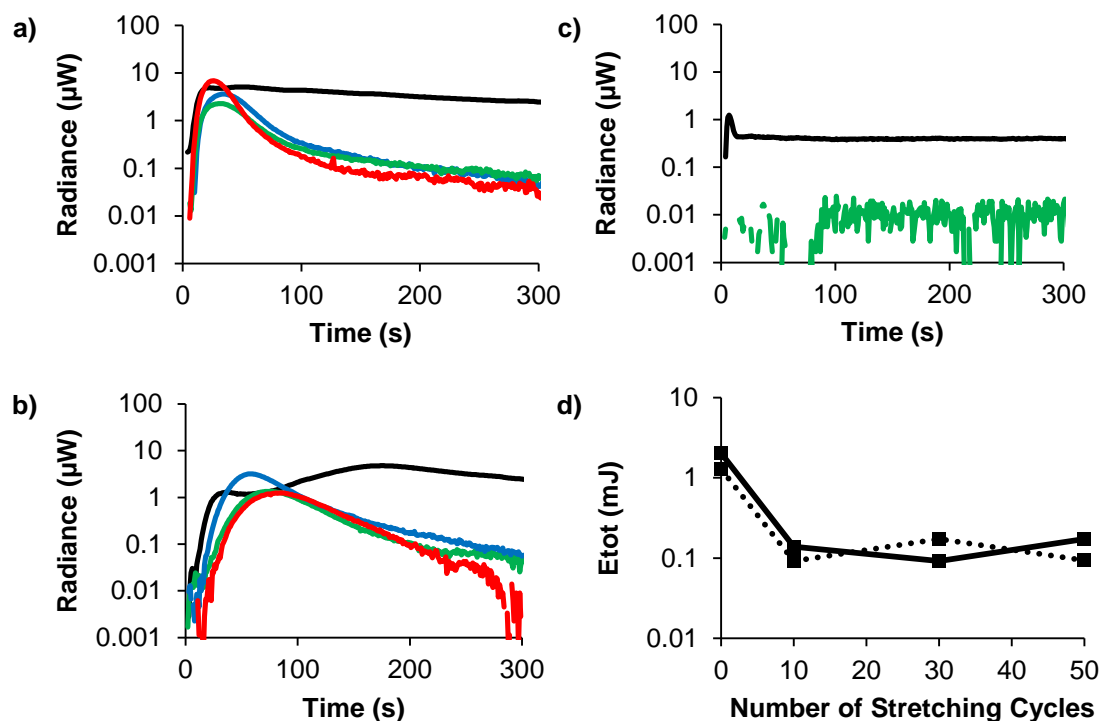 a)
Radiance (µW)
100
10
1
0.1
0.01
0.001
0 100 200 300
Time (s)
c)
Radiance (µW)
100
10
1
0.1
0.01
0.001
0 100 200 300
Time (s)
b)
Radiance (µW)
100
10
1
0.1
0.01
0.001
0 100 200 300
Time (s)
d)
Etot (mJ)
10
1
0.1
0.01
0 10 20 30 40 50
Number of Stretching Cycles